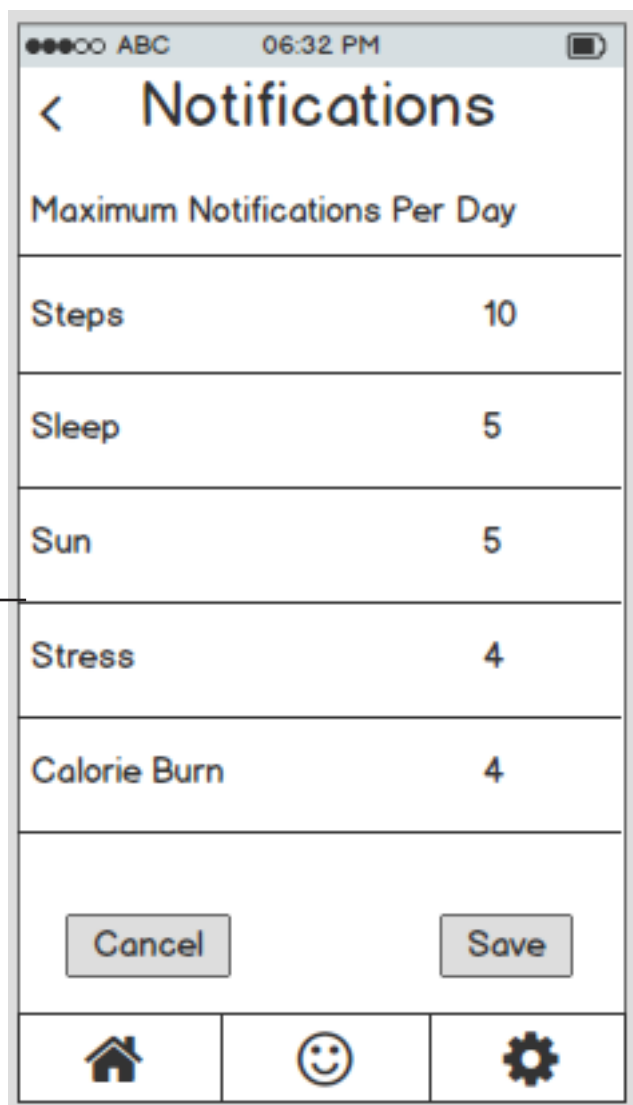 ABC 06:32 PM
Notifications
Maximum Notifications Per Day
Steps 10
Sleep 5
Sun 5
Stress 4
Calorie Burn 4
Cancel Save